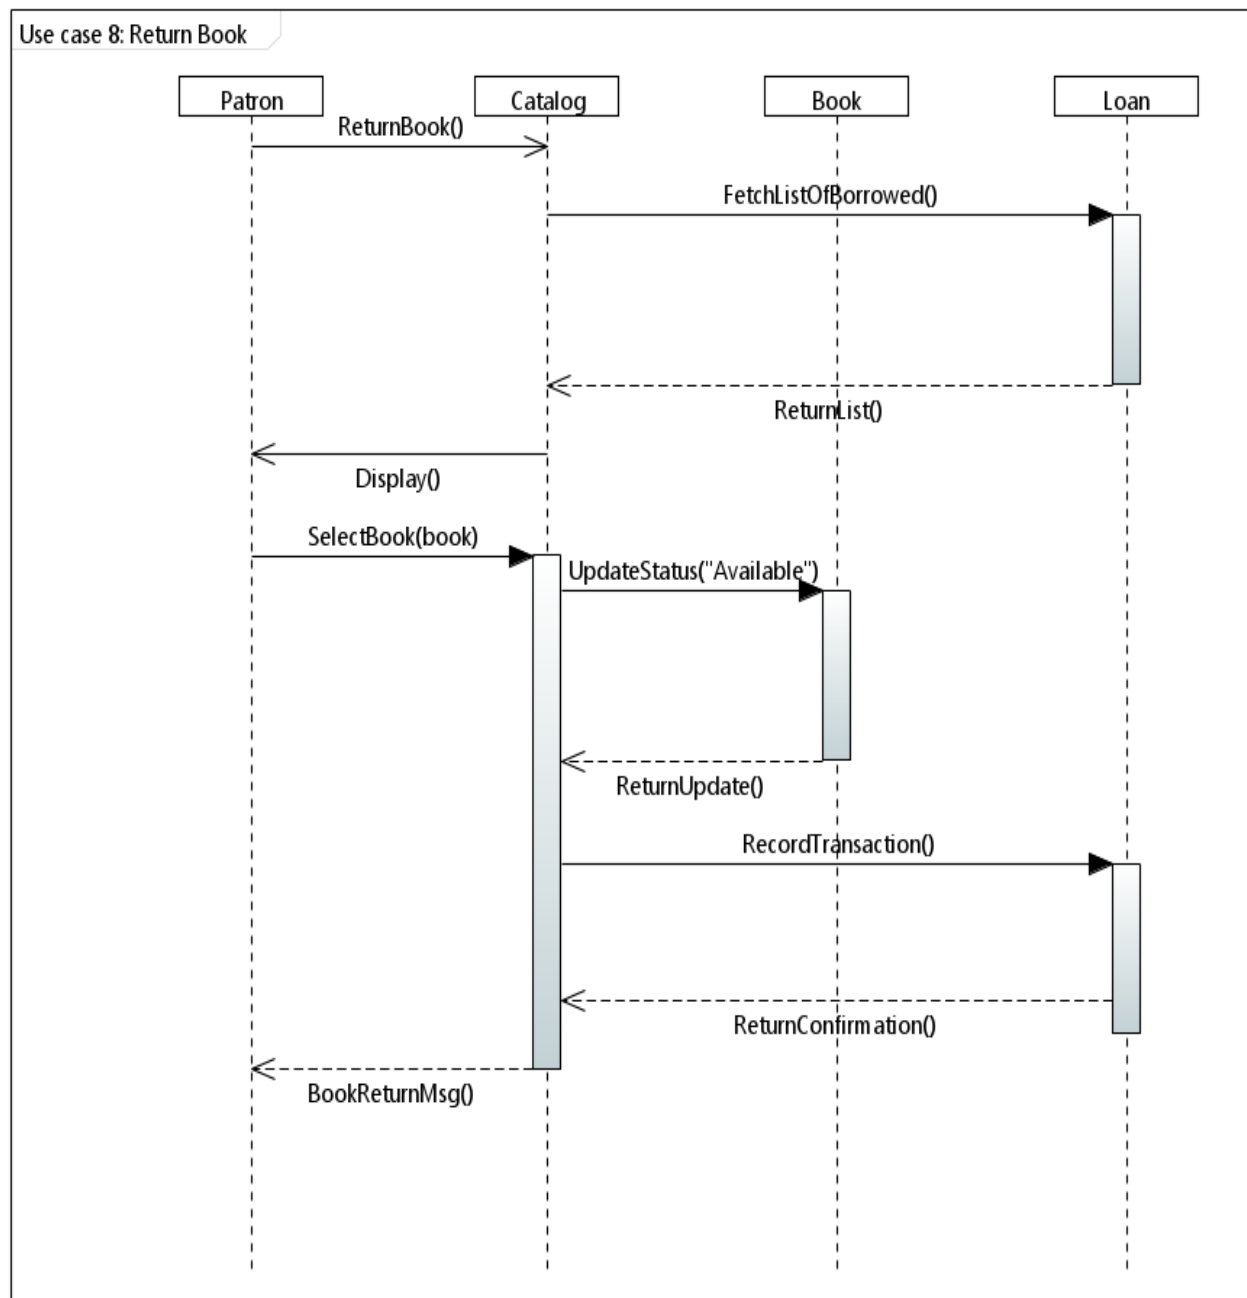 Use case 8: Return Book
Patron
Catalog
Book
Loan
ReturnBook()
FetchListOfBorrowed()
ReturnList()
Display()
SelectBook(book)
UpdateStatus("Available")
ReturnUpdate()
RecordTransaction()
ReturnConfirmation()
BookReturnMsg()